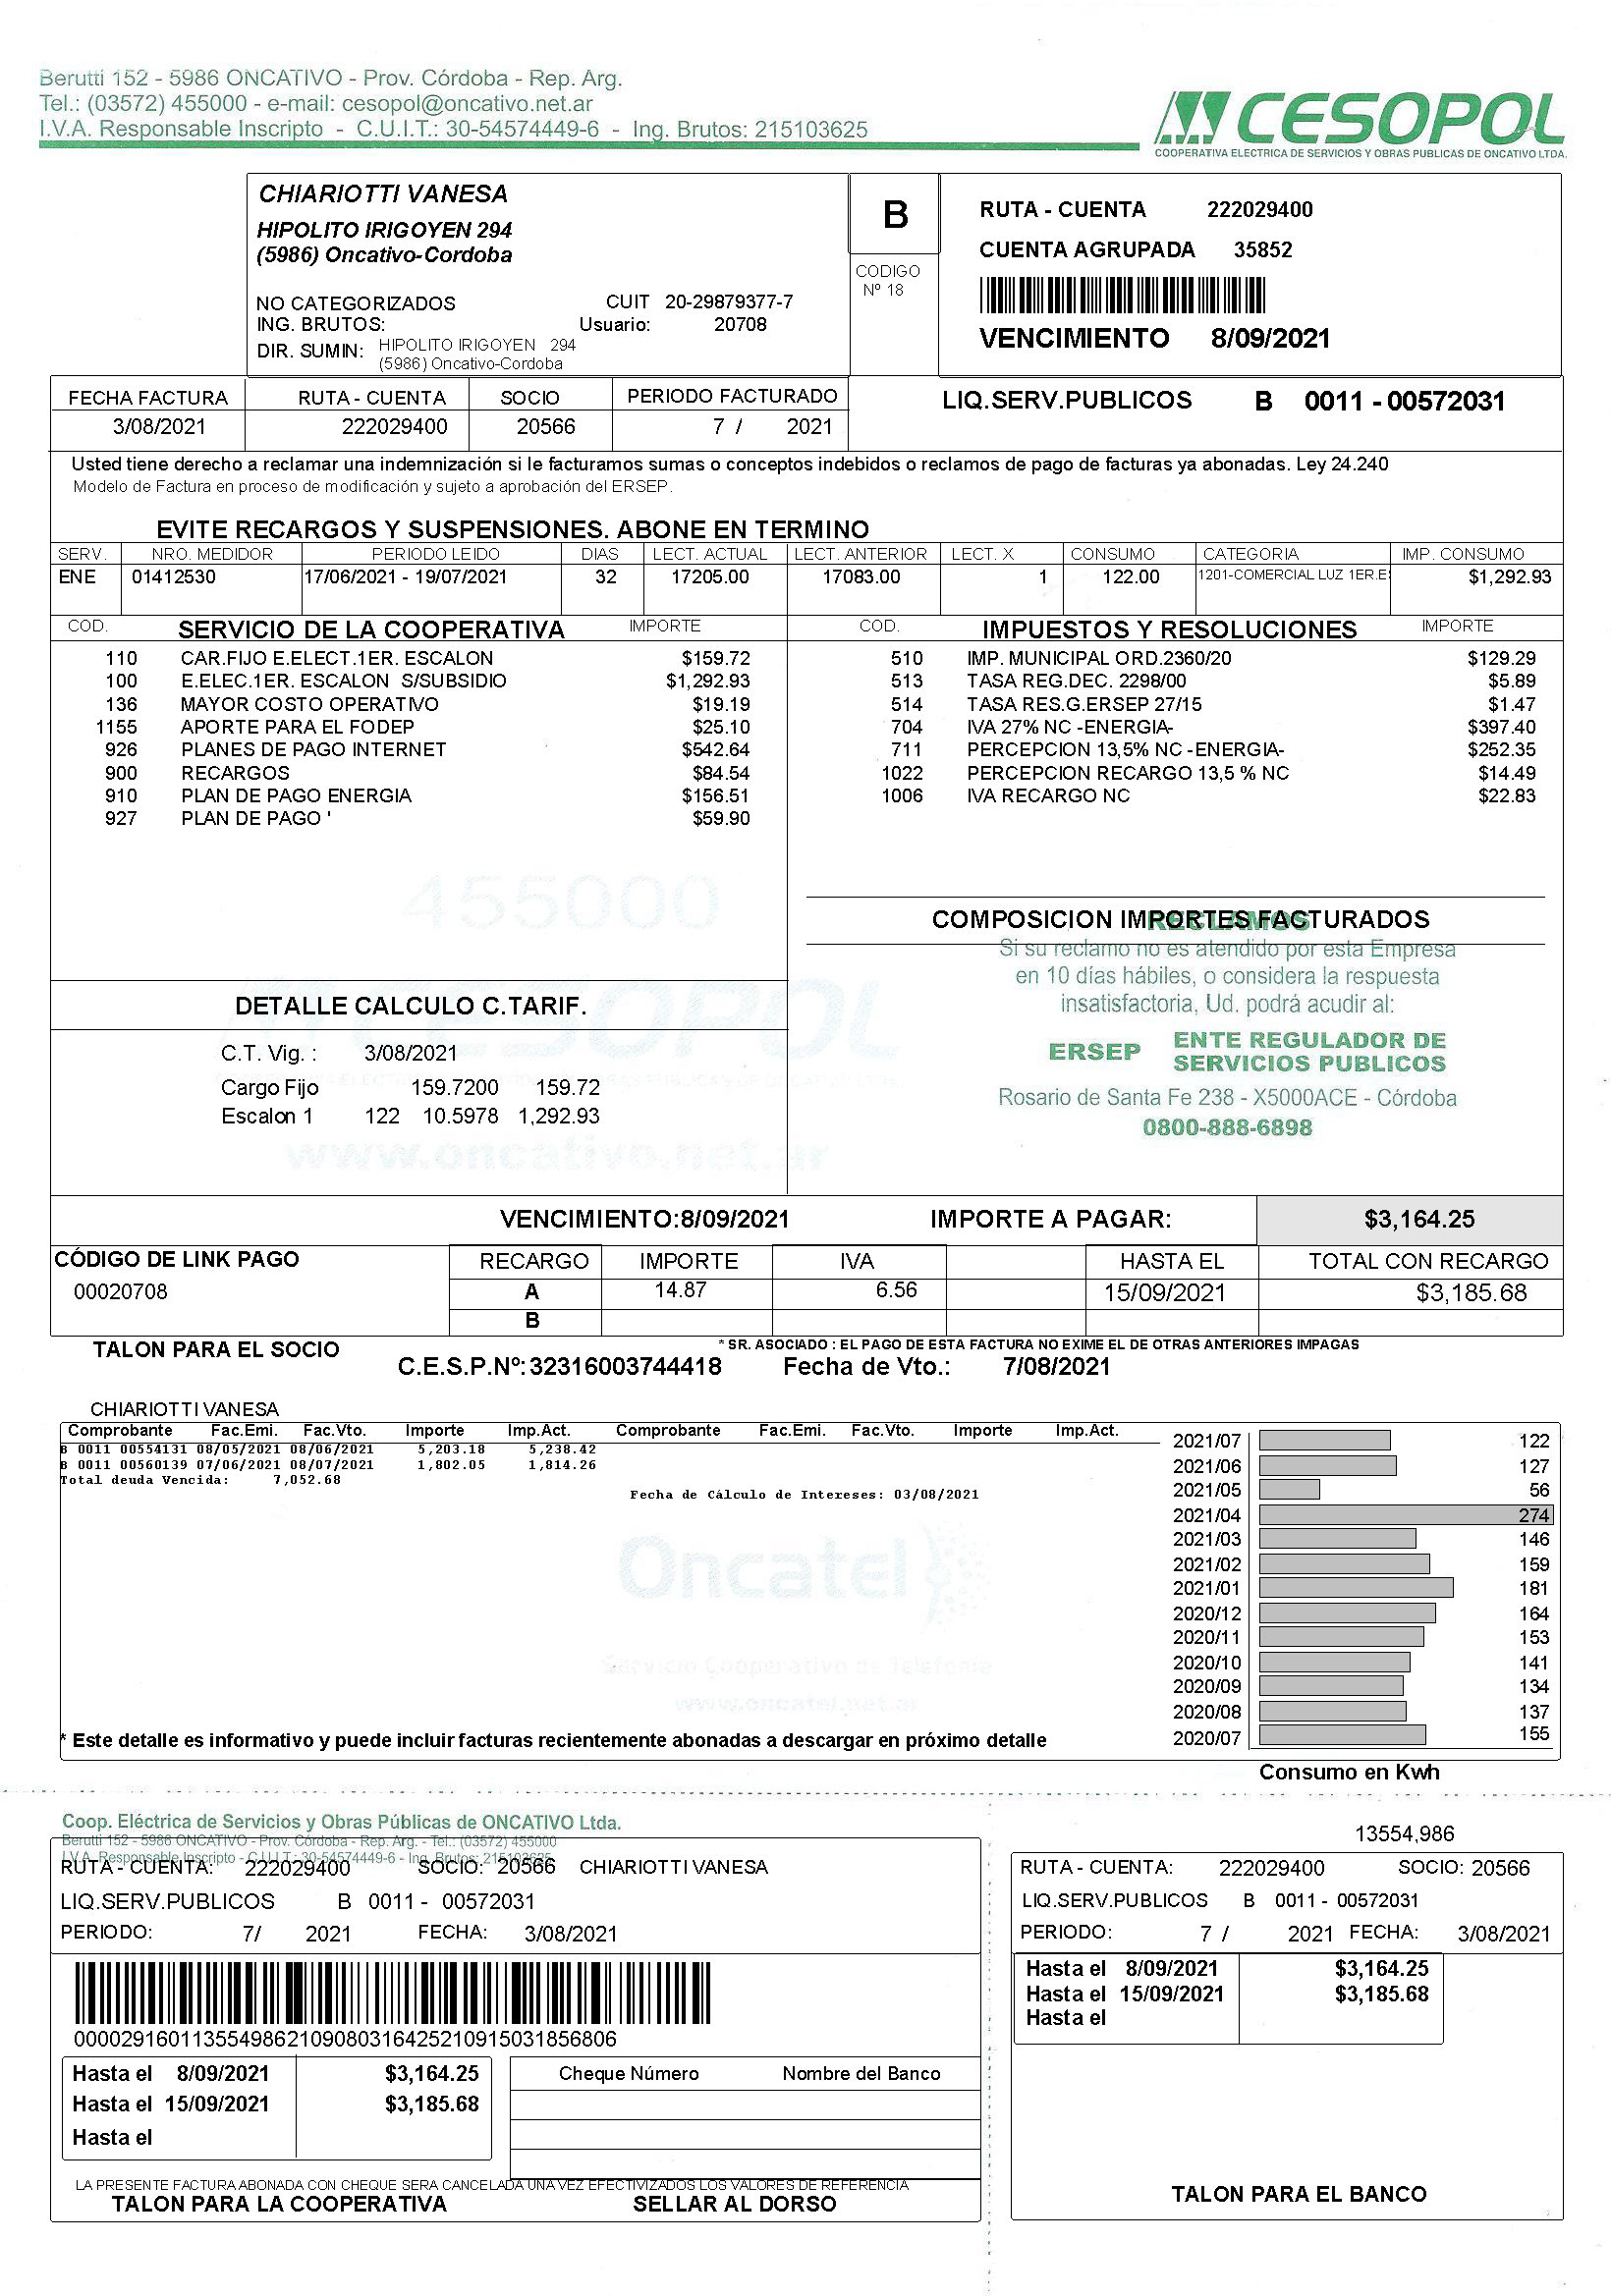 Berutti 152 - 5986 ONCATIVO - Prov. Córdoba - Rep. Arg.
Tel.: (03572) 455000 - e-mail: cesopol@oncativo.net.ar
I.V.A. Responsable Inscripto - C.U.I.T.: 30-54574449-6 - Ing. Brutos: 215103625
CESOPOL
COOPERATIVA ELECTRICA DE SERVICIOS Y OBRAS PUBLICAS DE ONCATIVO LTDA.
CHIARIOTTI VANESA
HIPOLITO IRIGOYEN 294
(5986) Oncativo-Cordoba
NO CATEGORIZADOS CUIT 20-29879377-7
ING. BRUTOS: Usuario: 20708
DIR. SUMIN: HIPOLITO IRIGOYEN 294
(5986) Oncativo-Cordoba
B
CODIGO
Nº 18
RUTA - CUENTA 222029400
CUENTA AGRUPADA 35852
VENCIMIENTO 8/09/2021
FECHA FACTURA RUTA - CUENTA SOCIO PERIODO FACTURADO
3/08/2021 222029400 20566 7 / 2021
LIQ.SERV.PUBLICOS B 0011 - 00572031
Usted tiene derecho a reclamar una indemnización si le facturamos sumas o conceptos indebidos o reclamos de pago de facturas ya abonadas. Ley 24.240
Modelo de Factura en proceso de modificación y sujeto a aprobación del ERSEP.
EVITE RECARGOS Y SUSPENSIONES. ABONE EN TERMINO
SERV. NRO. MEDIDOR PERIODO LEIDO DIAS LECT. ACTUAL LECT. ANTERIOR LECT. X CONSUMO CATEGORIA IMP. CONSUMO
ENE 01412530 17/06/2021 - 19/07/2021 32 17205.00 17083.00 1 122.00 1201-COMERCIAL LUZ 1ER.E $1,292.93
COD. SERVICIO DE LA COOPERATIVA IMPORTE
110 CAR.FIJO E.ELECT.1ER. ESCALON $159.72
100 E.ELEC.1ER. ESCALON S/SUBSIDIO $1,292.93
136 MAYOR COSTO OPERATIVO $19.19
1155 APORTE PARA EL FODEP $25.10
926 PLANES DE PAGO INTERNET $542.64
900 RECARGOS $84.54
910 PLAN DE PAGO ENERGIA $156.51
927 PLAN DE PAGO ' $59.90
COD. IMPUESTOS Y RESOLUCIONES IMPORTE
510 IMP. MUNICIPAL ORD.2360/20 $129.29
513 TASA REG.DEC. 2298/00 $5.89
514 TASA RES.G.ERSEP 27/15 $1.47
704 IVA 27% NC -ENERGIA- $397.40
711 PERCEPCION 13,5% NC -ENERGIA- $252.35
1022 PERCEPCION RECARGO 13,5 % NC $14.49
1006 IVA RECARGO NC $22.83
455000
CESOPOL
DETALLE CALCULO C.TARIF.
C.T. Vig. : 3/08/2021
Cargo Fijo 159.7200 159.72
Escalon 1 122 10.5978 1,292.93
www.oncativo.net.ar
COMPOSICION IMPORTES FACTURADOS
RECLAMOS
Si su reclamo no es atendido por esta Empresa
en 10 días hábiles, o considera la respuesta
insatisfactoria, Ud. podrá acudir al:
ERSEP ENTE REGULADOR DE
SERVICIOS PUBLICOS
Rosario de Santa Fe 238 - X5000ACE - Córdoba
0800-888-6898
VENCIMIENTO:8/09/2021 IMPORTE A PAGAR: $3,164.25
CÓDIGO DE LINK PAGO RECARGO IMPORTE IVA HASTA EL TOTAL CON RECARGO
00020708 A 14.87 6.56 15/09/2021 $3,185.68
B
TALON PARA EL SOCIO * SR. ASOCIADO : EL PAGO DE ESTA FACTURA NO EXIME EL DE OTRAS ANTERIORES IMPAGAS
C.E.S.P.Nº: 32316003744418 Fecha de Vto.: 7/08/2021
CHIARIOTTI VANESA
Comprobante Fac.Emi. Fac.Vto. Importe Imp.Act. Comprobante Fac.Emi. Fac.Vto. Importe Imp.Act.
B 0011 00554131 08/05/2021 08/06/2021 5,203.18 5,238.42
B 0011 00560139 07/06/2021 08/07/2021 1,802.05 1,814.26
Total deuda Vencida: 7,052.68
Fecha de Cálculo de Intereses: 03/08/2021
Oncatel
Servicio Cooperativo de Telefonía
www.oncatel.net.ar
* Este detalle es informativo y puede incluir facturas recientemente abonadas a descargar en próximo detalle
2021/07 122
2021/06 127
2021/05 56
2021/04 274
2021/03 146
2021/02 159
2021/01 181
2020/12 164
2020/11 153
2020/10 141
2020/09 134
2020/08 137
2020/07 155
Consumo en Kwh
Coop. Eléctrica de Servicios y Obras Públicas de ONCATIVO Ltda.
Berutti 152 - 5986 ONCATIVO - Prov. Córdoba - Rep. Arg. - Tel.: (03572) 455000
I.V.A. Responsable Inscripto - C.U.I.T.: 30-54574449-6 - Ing. Brutos: 215103625
RUTA - CUENTA: 222029400 SOCIO: 20566 CHIARIOTTI VANESA
LIQ.SERV.PUBLICOS B 0011 - 00572031
PERIODO: 7/ 2021 FECHA: 3/08/2021
00002916011355498621090803164252109150318568​06
Hasta el 8/09/2021 $3,164.25
Hasta el 15/09/2021 $3,185.68
Hasta el
Cheque Número Nombre del Banco
LA PRESENTE FACTURA ABONADA CON CHEQUE SERA CANCELADA UNA VEZ EFECTIVIZADOS LOS VALORES DE REFERENCIA
TALON PARA LA COOPERATIVA SELLAR AL DORSO
13554,986
RUTA - CUENTA: 222029400 SOCIO: 20566
LIQ.SERV.PUBLICOS B 0011 - 00572031
PERIODO: 7 / 2021 FECHA: 3/08/2021
Hasta el 8/09/2021 $3,164.25
Hasta el 15/09/2021 $3,185.68
Hasta el
TALON PARA EL BANCO